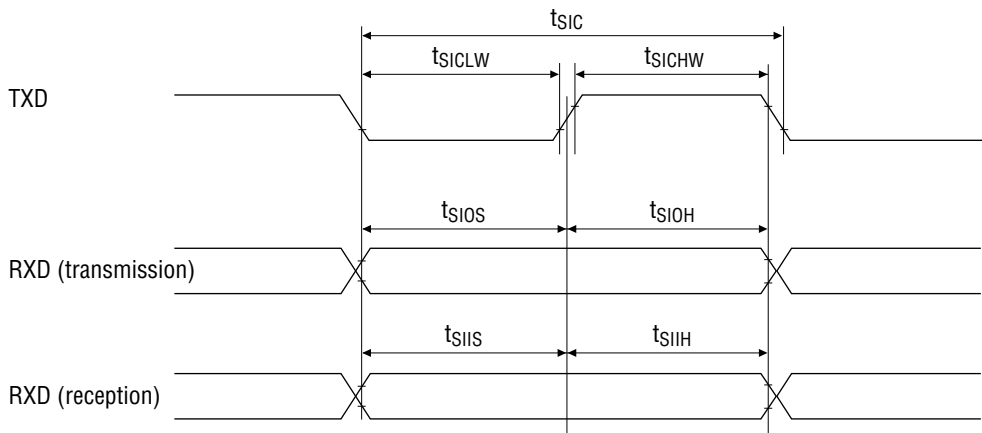 tSIC
tSICLW tSICHW
TXD
tSIOS tSIOH
RXD (transmission)
tSIIS tSIIH
RXD (reception)